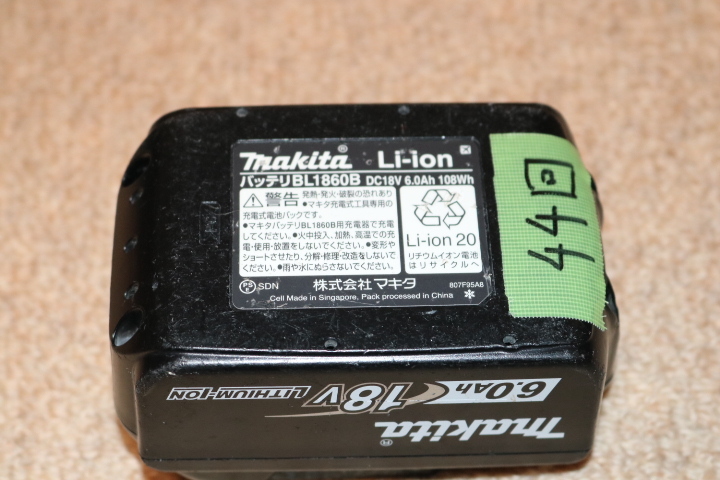 makita® Li-ion
バッテリBL1860B DC18V 6.0Ah 108Wh
警告 発熱・発火・破裂の恐れあり
●マキタ充電式工具専用の
充電式電池パックです。
●マキタバッテリBL1860B用充電器で充電
してください。●火中投入、加熱、高温での充
電・使用・放置をしないでください。●変形や
ショートさせたり、分解・修理・改造をしないで
ください。●雨や水にぬらさないでください。
Li-ion 20
リチウムイオン電池
はリサイクルへ
PS
E SDN 株式会社マキタ 807F95A8
Cell Made in Singapore, Pack processed in China
44回
6.0Ah 18V LITHIUM-ION
makita®